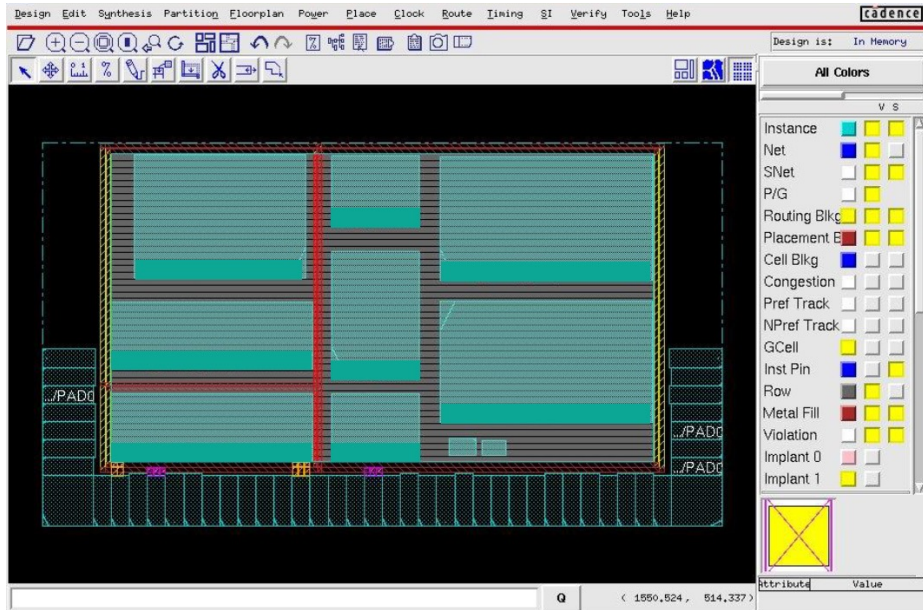 Design Edit Synthesis Partition Floorplan Power Place Clock Route Timing SI Verify Tools Help
cādence
Design is: In Memory
All Colors
V S
Instance
Net
SNet
P/G
Routing Blkg
Placement B
Cell Blkg
Congestion
Pref Track
NPref Track
GCell
Inst Pin
Row
Metal Fill
Violation
Implant 0
Implant 1
.../PAD0
.../PAD0
.../PAD0
Attribute Value
Q
( 1550.524, 514.337)